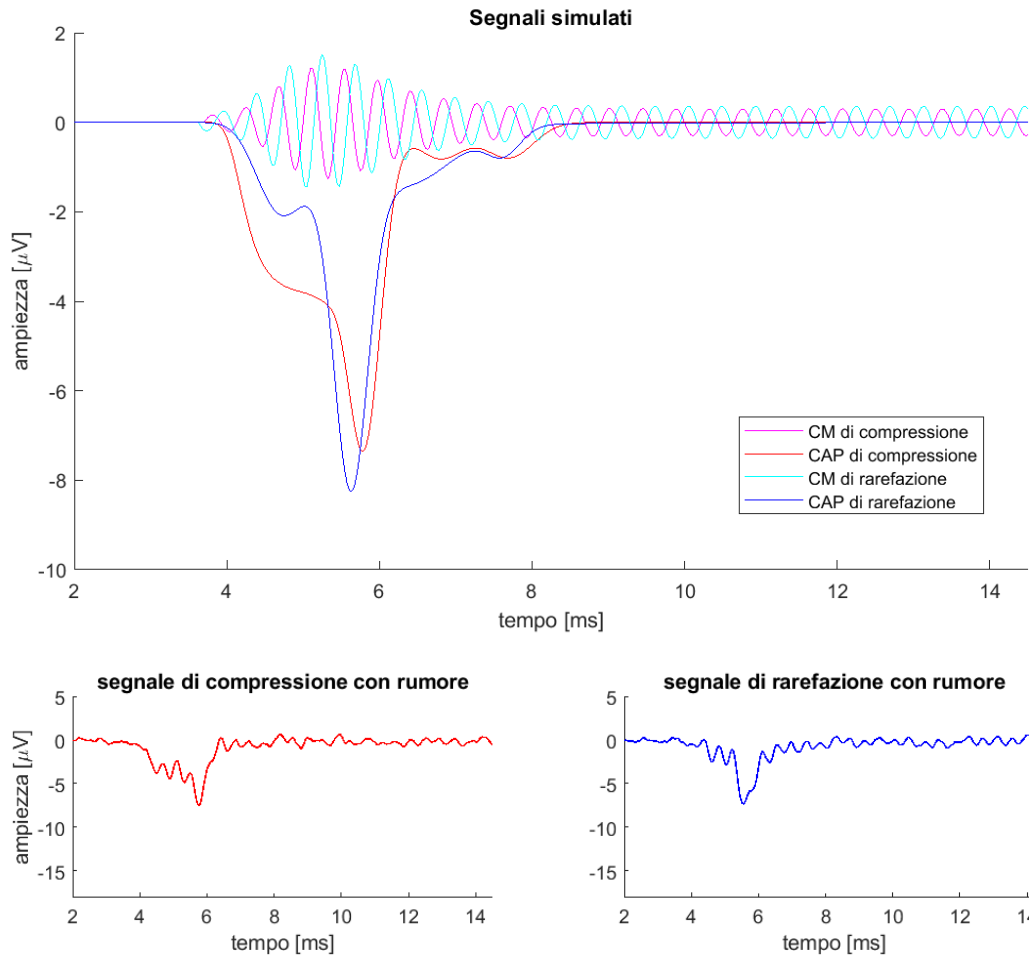 Segnali simulati
2
0
-2
-4
-6
-8
-10
ampiezza [μV]
CM di compressione
CAP di compressione
CM di rarefazione
CAP di rarefazione
2 4 6 8 10 12 14
tempo [ms]
segnale di compressione con rumore
5
0
-5
-10
-15
ampiezza [μV]
2 4 6 8 10 12 14
tempo [ms]
segnale di rarefazione con rumore
5
0
-5
-10
-15
2 4 6 8 10 12 14
tempo [ms]